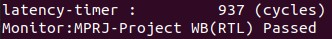 latency-timer :        937 (cycles)
Monitor:MPRJ-Project WB(RTL) Passed